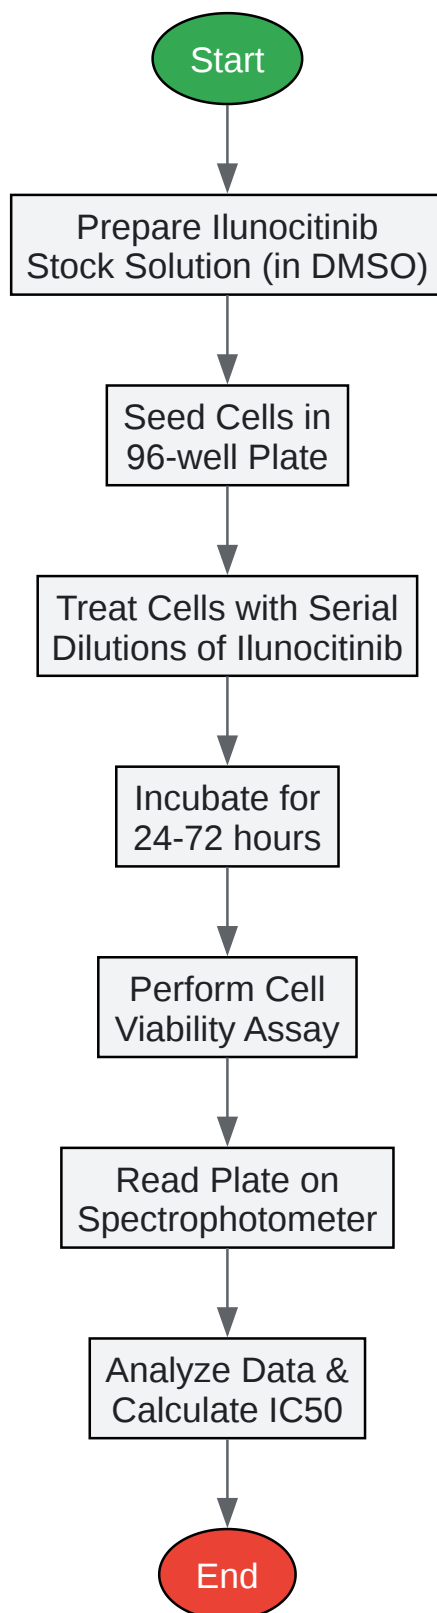 Start
Prepare Ilunocitinib
Stock Solution (in DMSO)
Seed Cells in
96-well Plate
Treat Cells with Serial
Dilutions of Ilunocitinib
Incubate for
24-72 hours
Perform Cell
Viability Assay
Read Plate on
Spectrophotometer
Analyze Data &
Calculate IC50
End